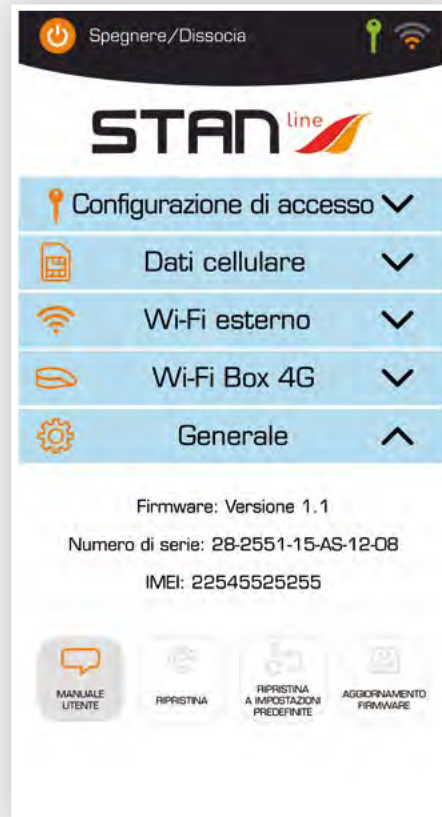 Spegnere/Dissocia
STAN line
Configurazione di accesso
Dati cellulare
Wi-Fi esterno
Wi-Fi Box 4G
Generale
Firmware: Versione 1.1
Numero di serie: 28-2551-15-AS-12-08
IMEI: 22545525255
MANUALE
UTENTE
RIPRISTINA
RIPRISTINA
A IMPOSTAZIONI
PREDEFINITE
AGGIORNAMENTO
FIRMWARE